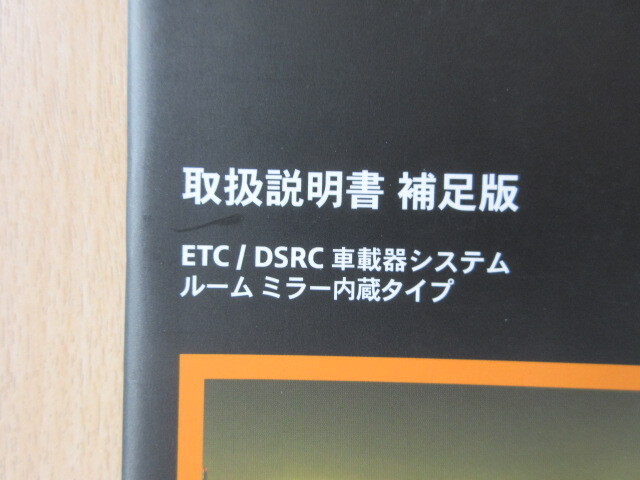 取扱説明書 補足版
ETC / DSRC 車載器システム
ルーム ミラー内蔵タイプ